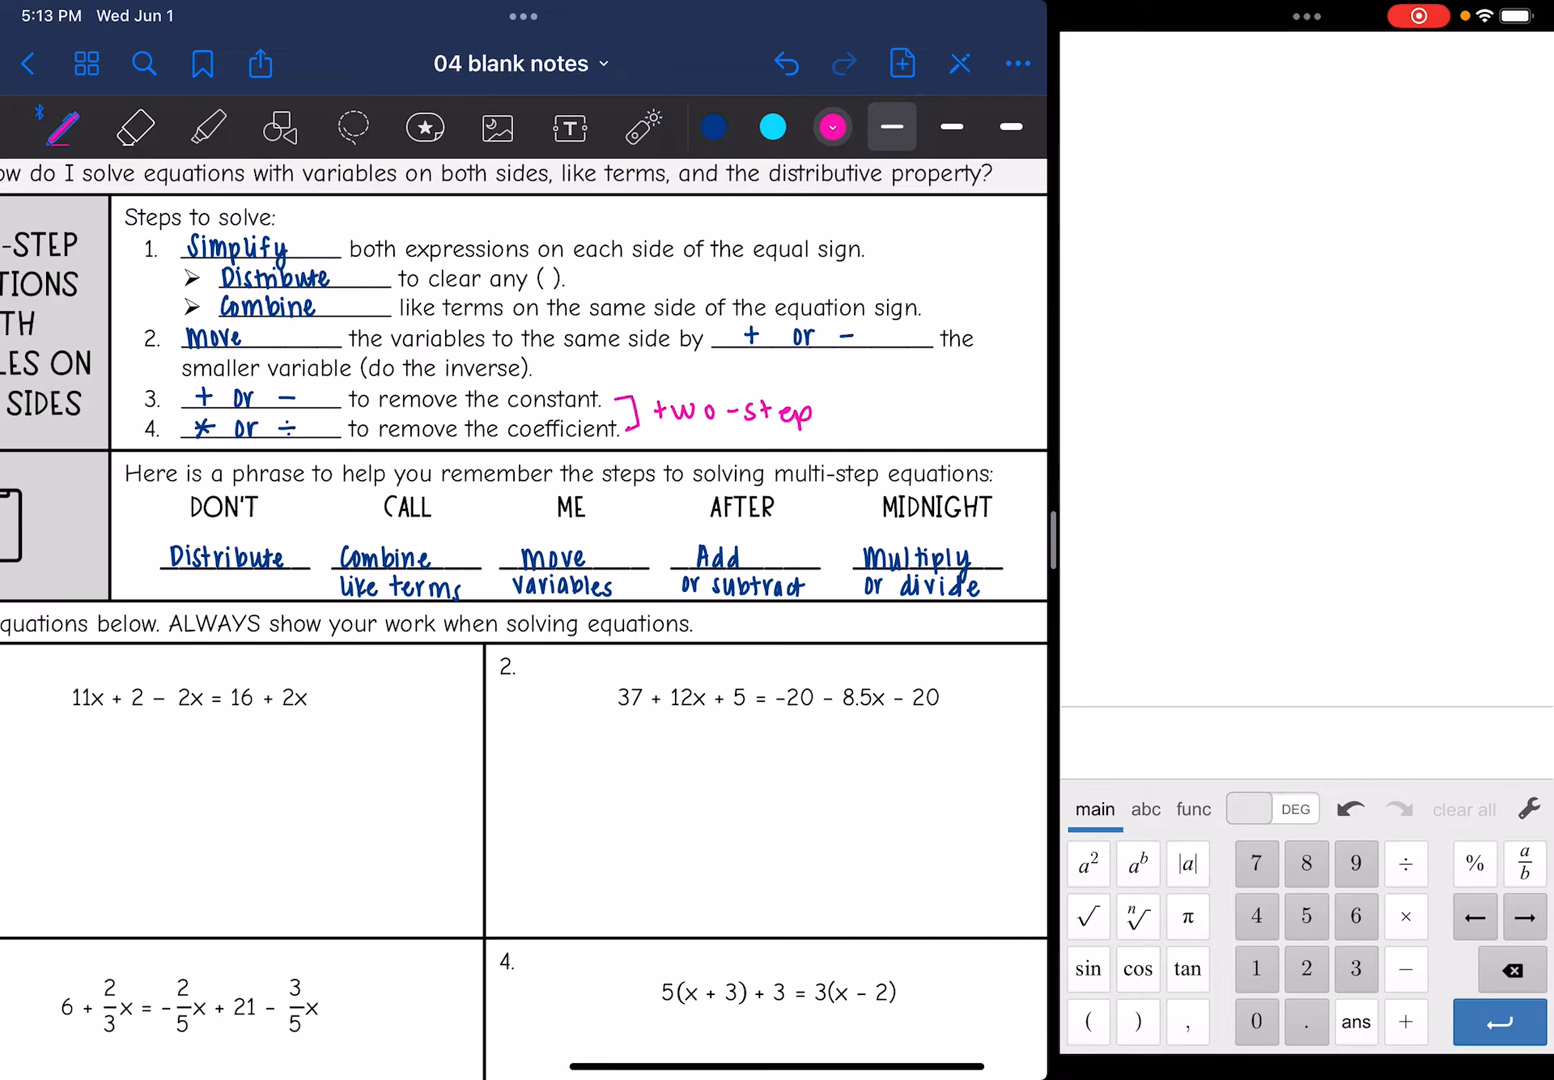 5:13 PM Wed Jun 1
04 blank notes
ow do I solve equations with variables on both sides, like terms, and the distributive property?
-STEP
TIONS
TH
LES ON
SIDES
Steps to solve:
1. Simplify both expressions on each side of the equal sign.
➢ Distribute to clear any ( ).
➢ Combine like terms on the same side of the equation sign.
2. move the variables to the same side by + or - the
smaller variable (do the inverse).
3. + or - to remove the constant.
4. * or ÷ to remove the coefficient.
two-step
Here is a phrase to help you remember the steps to solving multi-step equations:
DON'T CALL ME AFTER MIDNIGHT
Distribute Combine move Add Multiply
like terms variables or subtract or divide
quations below. ALWAYS show your work when solving equations.
11x + 2 - 2x = 16 + 2x
2.
37 + 12x + 5 = -20 - 8.5x - 20
6 + 2/3x = -2/5x + 21 - 3/5x
4.
5(x + 3) + 3 = 3(x - 2)
main abc func DEG clear all
a² aᵇ |a| 7 8 9 ÷ % a/b
√ ⁿ√ π 4 5 6 × ← →
sin cos tan 1 2 3 −
( ) , 0 . ans +